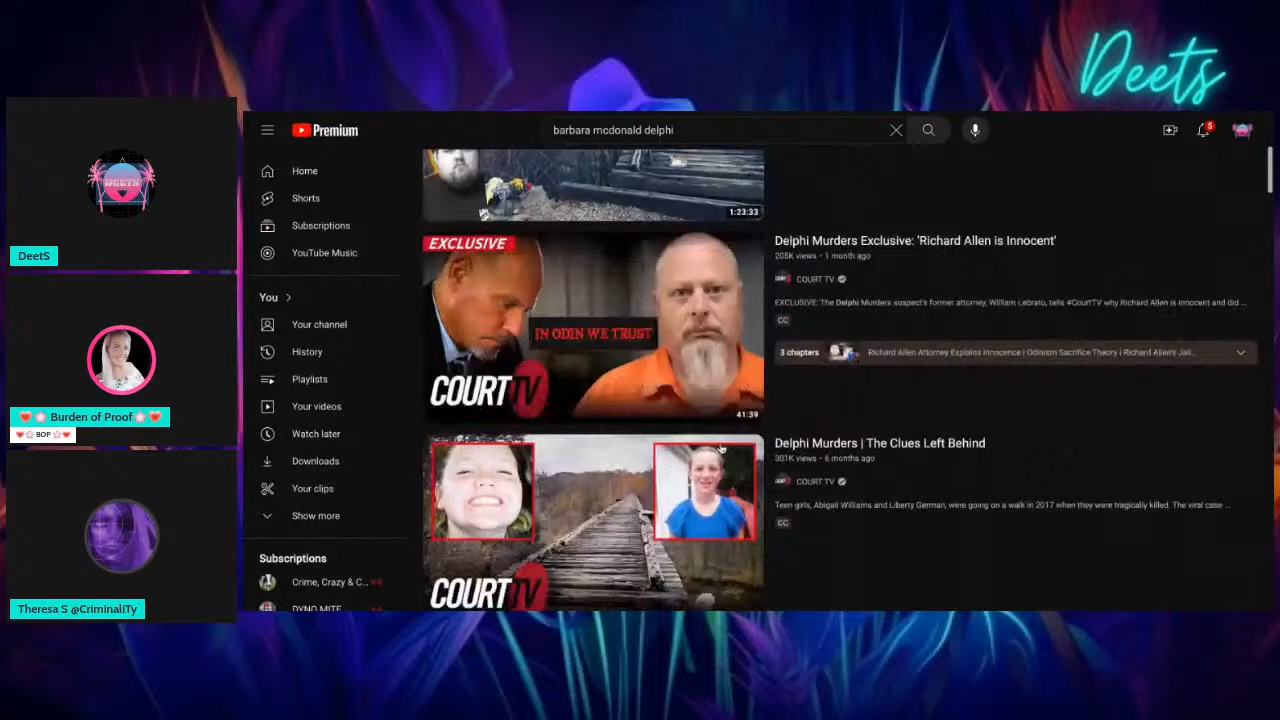 Deets
DEETS
DeetS
❤️🌸 Burden of Proof🌸❤️
❤️🌸 BOP 🌸❤️
Theresa S @CriminaliTy
Premium
barbara mcdonald delphi
5
Home
Shorts
Subscriptions
YouTube Music
You
Your channel
History
Playlists
Your videos
Watch later
Downloads
Your clips
Show more
Subscriptions
Crime, Crazy & C...
DYNO MITE
1:23:33
EXCLUSIVE
IN ODIN WE TRUST
COURT TV
41:39
Delphi Murders Exclusive: 'Richard Allen is Innocent'
205K views • 1 month ago
COURT TV
EXCLUSIVE: The Delphi Murders suspect's former attorney, William Lebrato, tells #CourtTV why Richard Allen is innocent and did ...
CC
3 chapters
Richard Allen Attorney Explains Innocence | Odinism Sacrifice Theory | Richard Allen's Jail...
COURT TV
Delphi Murders | The Clues Left Behind
301K views • 6 months ago
COURT TV
Teen girls, Abigail Williams and Liberty German, were going on a walk in 2017 when they were tragically killed. The viral case ...
CC